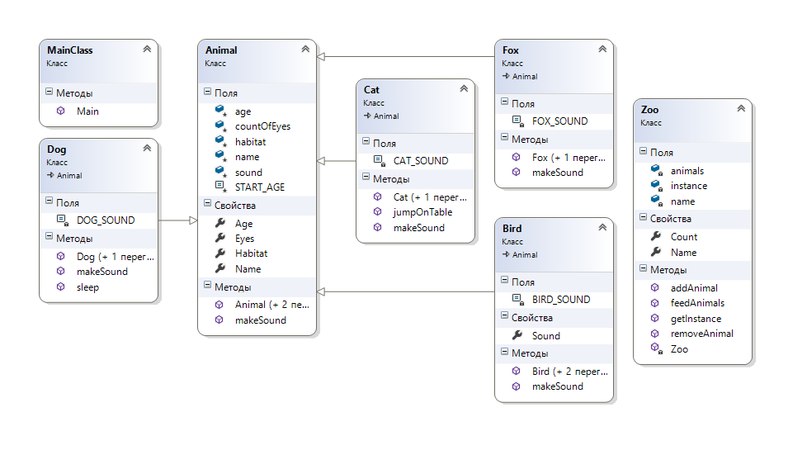 MainClass
Класс
Методы
Main
Dog
Класс
Animal
Поля
DOG_SOUND
Методы
Dog (+ 1 перег...
makeSound
sleep
Animal
Класс
Поля
age
countOfEyes
habitat
name
sound
START_AGE
Свойства
Age
Eyes
Habitat
Name
Методы
Animal (+ 2 пе...
makeSound
Cat
Класс
Animal
Поля
CAT_SOUND
Методы
Cat (+ 1 перег...
jumpOnTable
makeSound
Fox
Класс
Animal
Поля
FOX_SOUND
Методы
Fox (+ 1 перег...
makeSound
Bird
Класс
Animal
Поля
BIRD_SOUND
Свойства
Sound
Методы
Bird (+ 2 перег...
makeSound
Zoo
Класс
Поля
animals
instance
name
Свойства
Count
Name
Методы
addAnimal
feedAnimals
getInstance
removeAnimal
Zoo